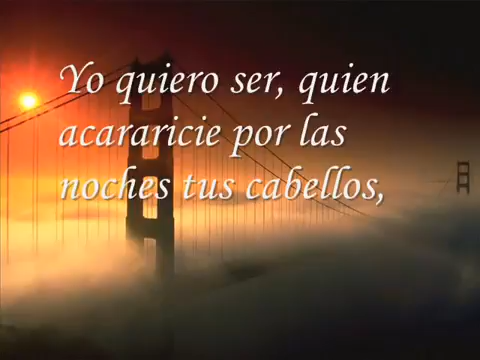 Yo quiero ser, quien
acararicie por las
noches tus cabellos,